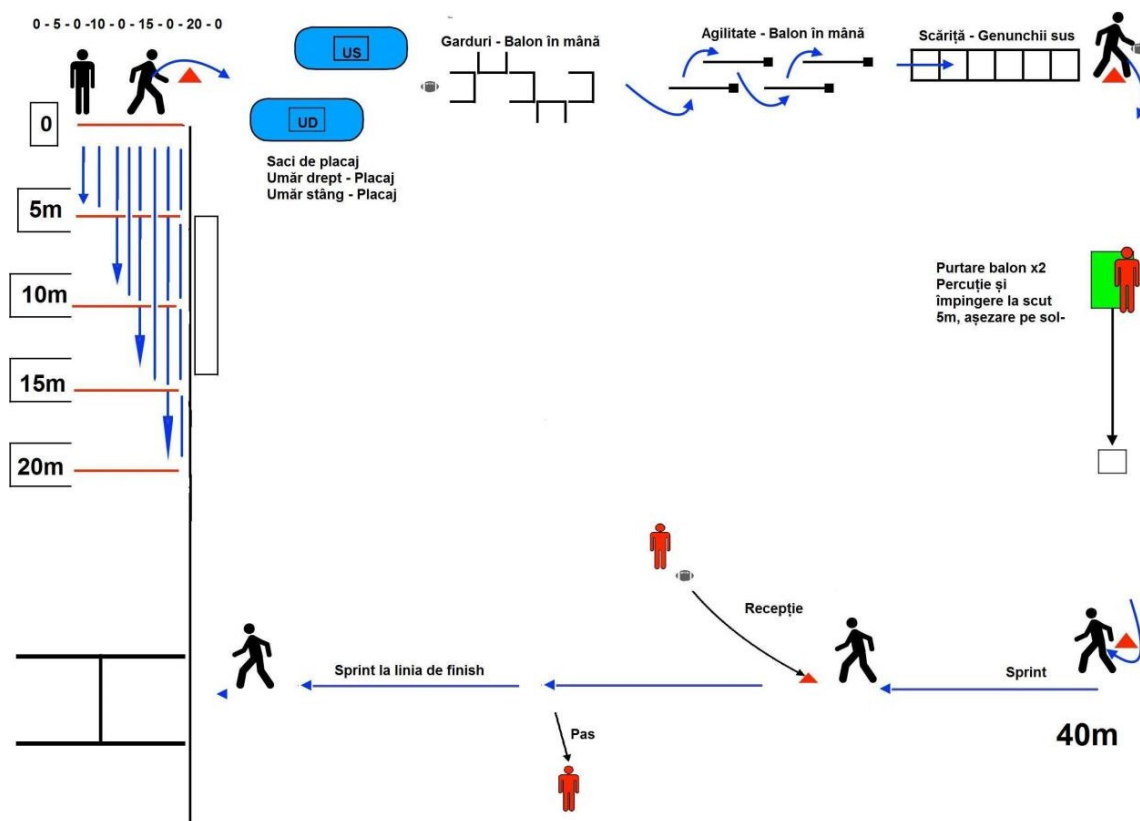 0 - 5 - 0 -10 - 0 - 15 - 0 - 20 - 0
US
Garduri - Balon în mână
Agilitate - Balon în mână
Scăriță - Genunchii sus
UD
0
Saci de placaj
Umăr drept - Placaj
Umăr stâng - Placaj
5m
10m
15m
20m
Purtare balon x2
Percuție și
împingere la scut
5m, așezare pe sol-
Recepție
Sprint la linia de finish
Sprint
Pas
40m